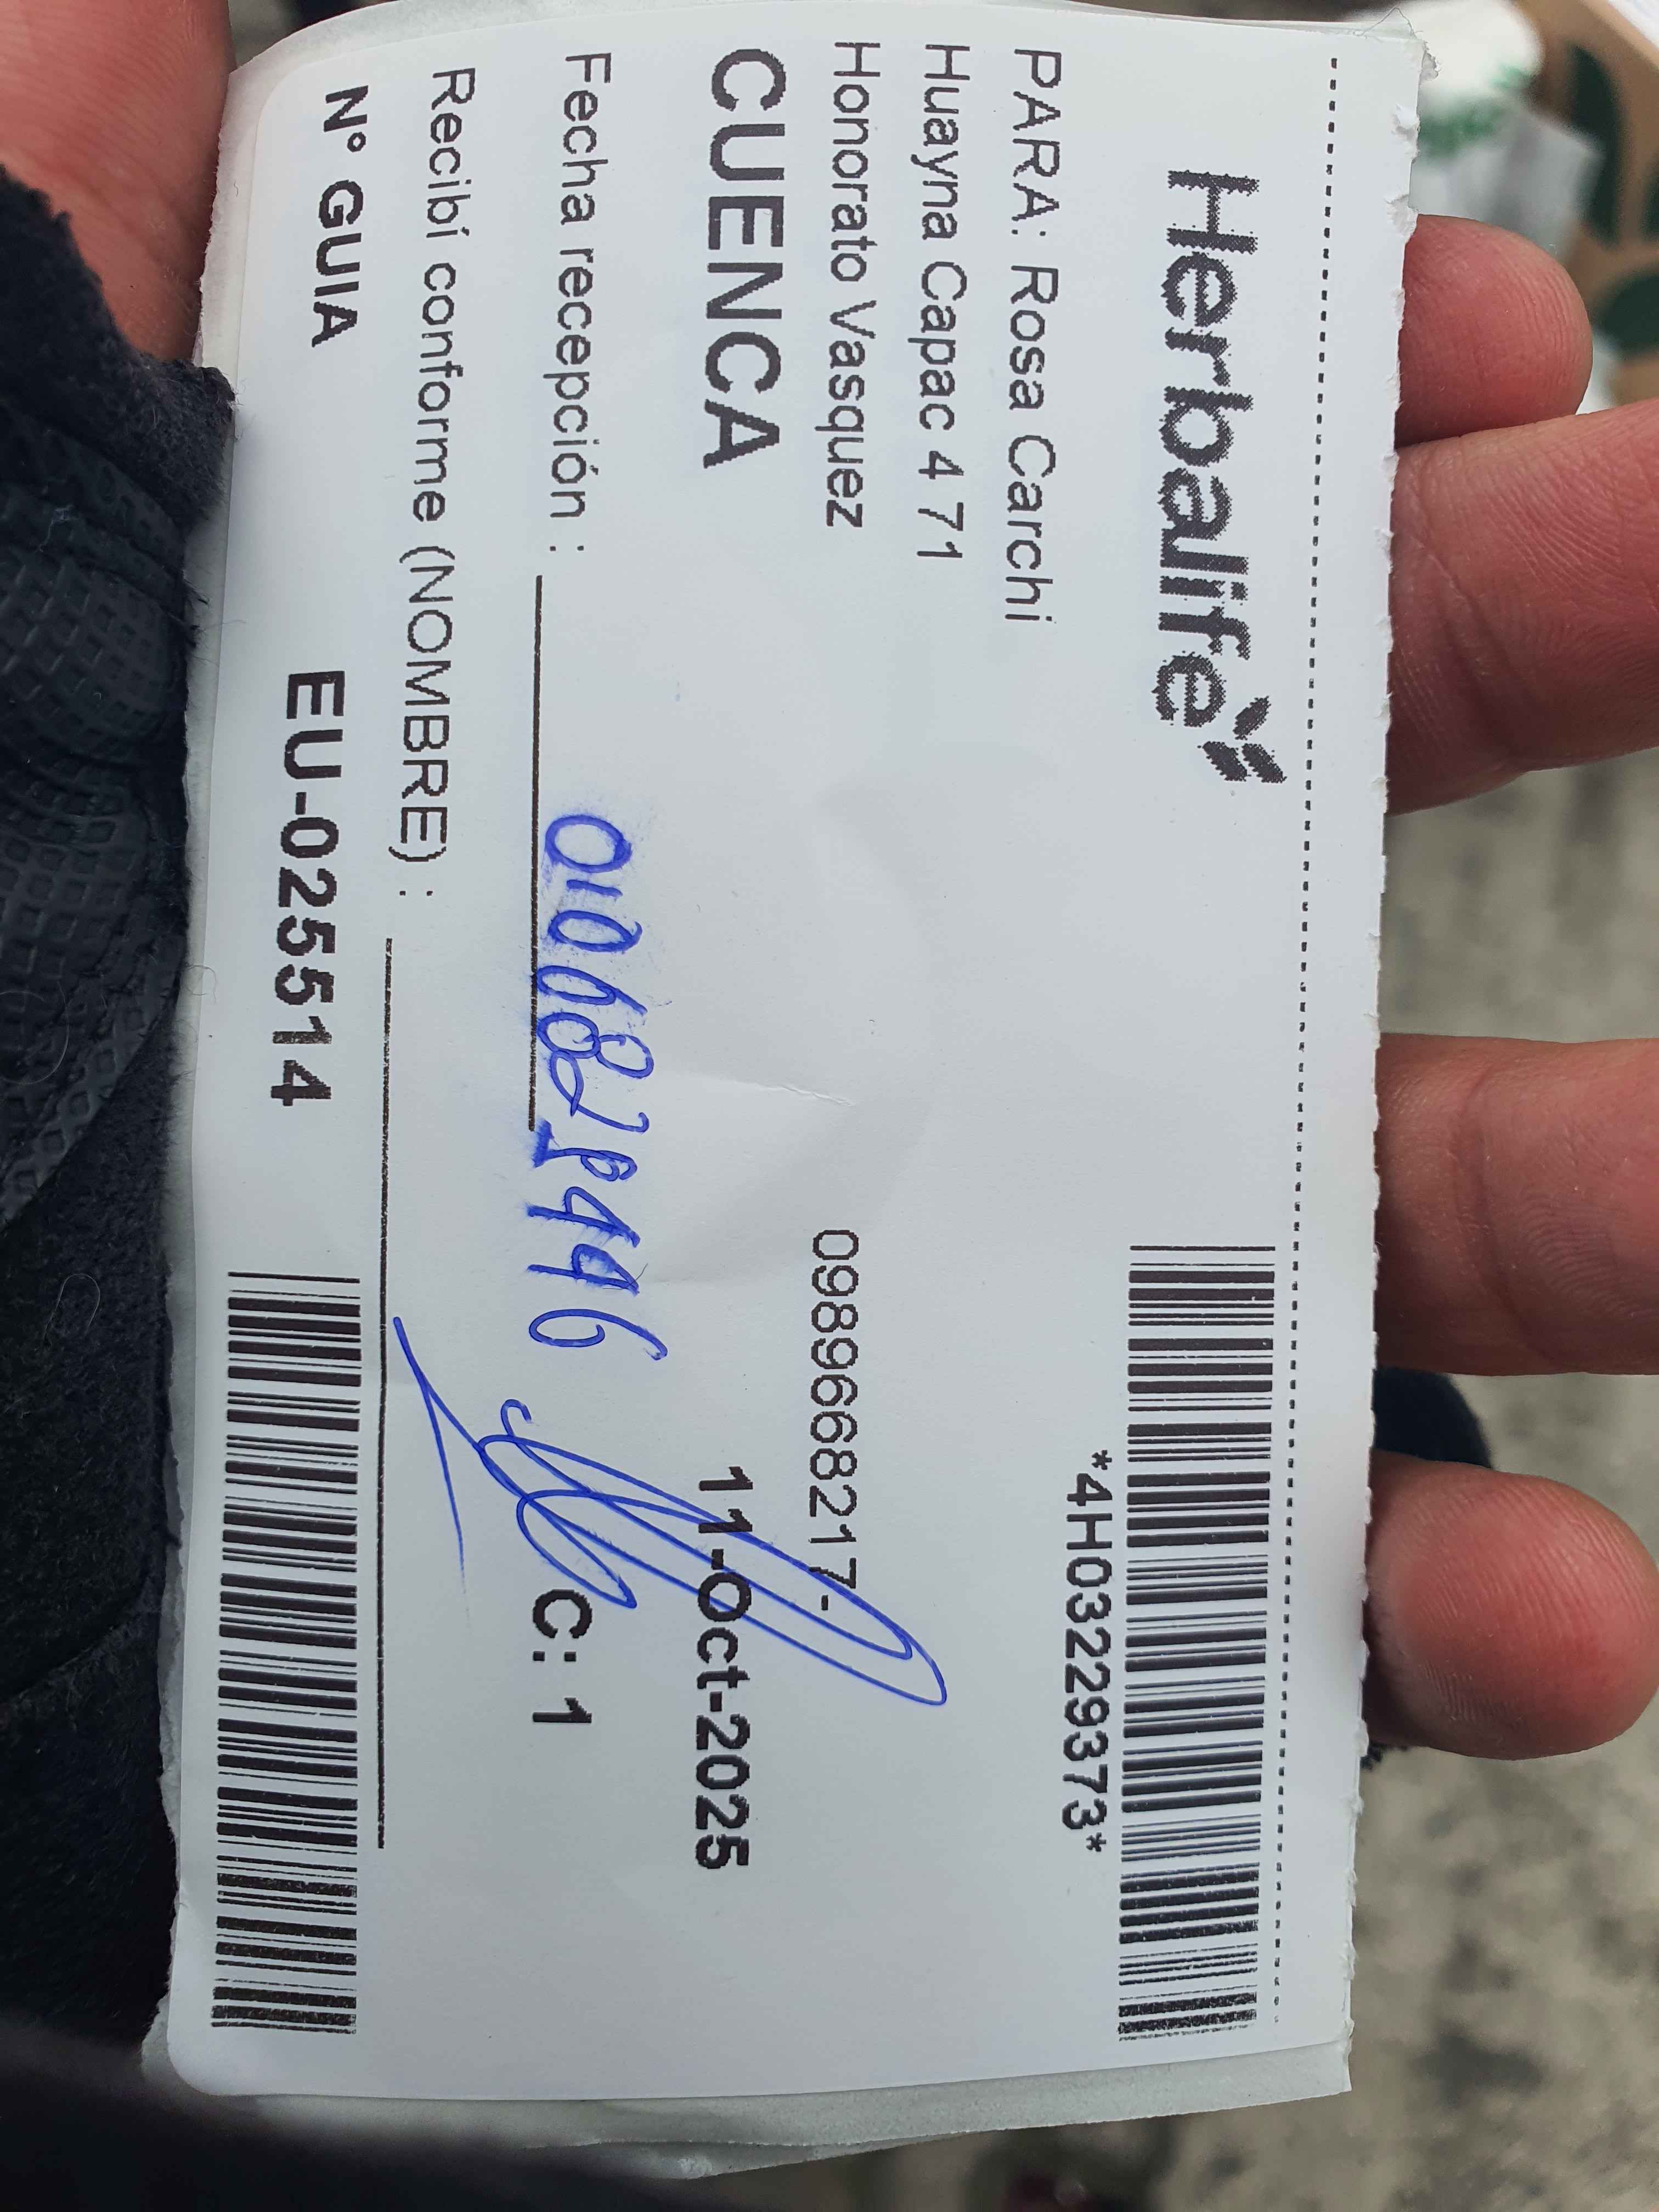 Herbalife
*4H03229373*
PARA: Rosa Carchi
Huayna Capac 4 71
Honorato Vasquez
0989668217-
CUENCA
11-Oct-2025
Fecha recepción :
C: 1
Recibí conforme (NOMBRE) :
N° GUIA EU-025514